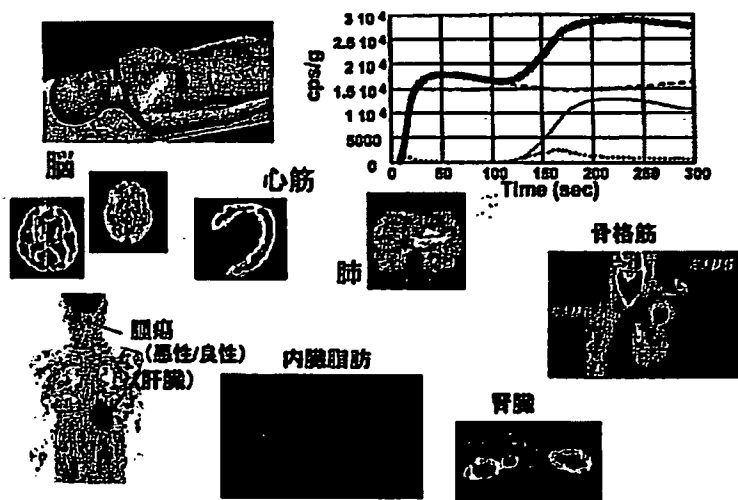 3 10⁴
2.5 10⁴
2 10⁴
1.5 10⁴
1 10⁴
5000
0
cps/g
0 50 100 150 200 250 300
Time (sec)
脳
心筋
肺
骨格筋
腫瘍
(悪性/良性)
(肝臓)
内臓脂肪
腎臓